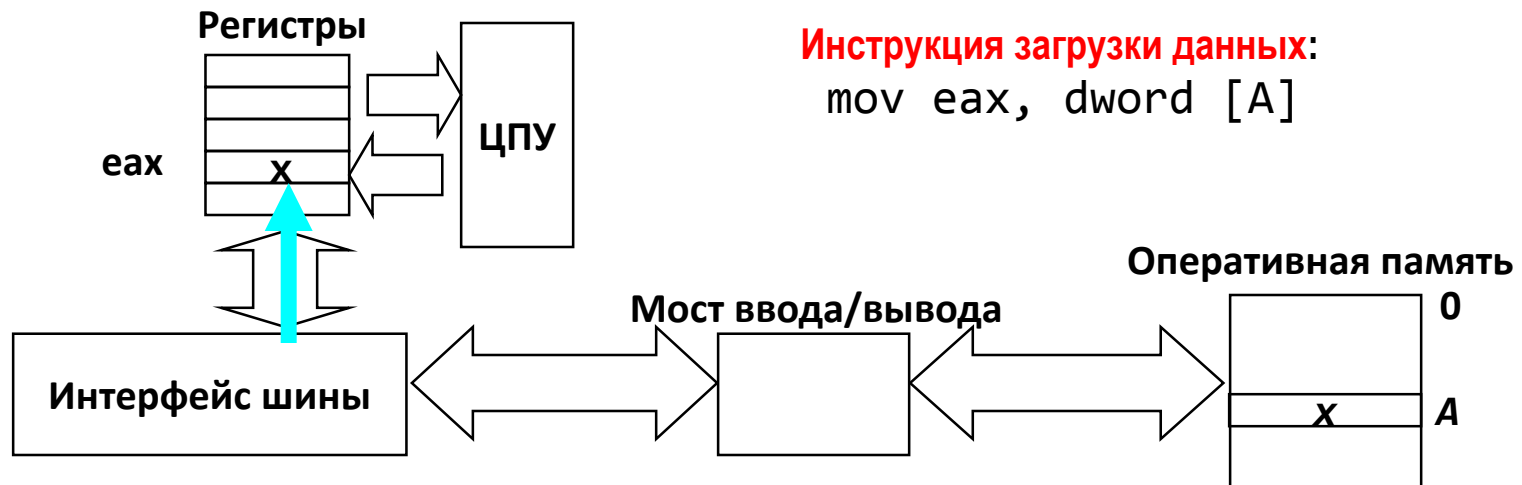 Регистры
Инструкция загрузки данных:
mov eax, dword [A]
ЦПУ
eax
x
Оперативная память
Мост ввода/вывода
0
Интерфейс шины
x
A